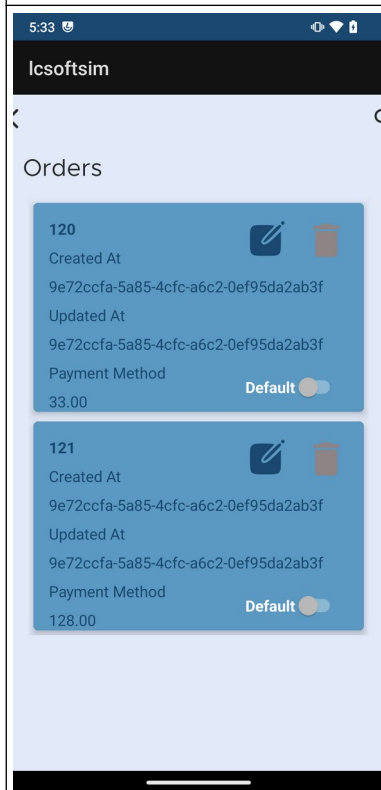 5:33
lcsoftsim
Orders
120
Created At
9e72ccfa-5a85-4cfc-a6c2-0ef95da2ab3f
Updated At
9e72ccfa-5a85-4cfc-a6c2-0ef95da2ab3f
Payment Method
Default
33.00
121
Created At
9e72ccfa-5a85-4cfc-a6c2-0ef95da2ab3f
Updated At
9e72ccfa-5a85-4cfc-a6c2-0ef95da2ab3f
Payment Method
Default
128.00